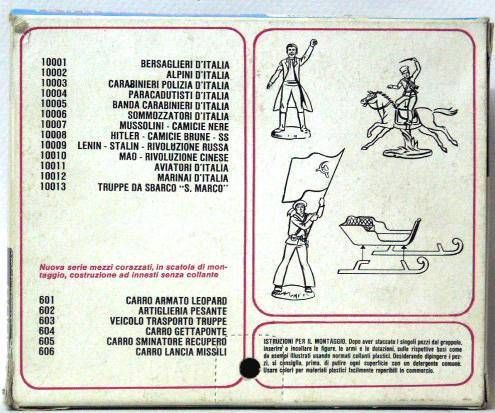 10001 BERSAGLIERI D'ITALIA
10002 ALPINI D'ITALIA
10003 CARABINIERI POLIZIA D'ITALIA
10004 PARACADUTISTI D'ITALIA
10005 BANDA CARABINIERI D'ITALIA
10006 SOMMOZZATORI D'ITALIA
10007 MUSSOLINI - CAMICIE NERE
10008 HITLER - CAMICIE BRUNE - SS
10009 LENIN - STALIN - RIVOLUZIONE RUSSA
10010 MAO - RIVOLUZIONE CINESE
10011 AVIATORI D'ITALIA
10012 MARINAI D'ITALIA
10013 TRUPPE DA SBARCO "S. MARCO"
Nuova serie mezzi corazzati, in scatola di mon-
taggio, costruzione ad innesti senza collante
601 CARRO ARMATO LEOPARD
602 ARTIGLIERIA PESANTE
603 VEICOLO TRASPORTO TRUPPE
604 CARRO GETTAPONTE
605 CARRO SMINATORE RECUPERO
606 CARRO LANCIA MISSILI
ISTRUZIONI PER IL MONTAGGIO. Dopo aver staccato i singoli pezzi dal grappolo,
inserire o incollare le figure, le armi e le dotazioni, sulle rispettive basi come
da esempi illustrati usando normali collanti plastici. Desiderando dipingere i pez-
zi, si consiglia, prima, di pulire ogni superficie con un detergente comune.
Usare colori per materiali plastici facilmente reperibili in commercio.